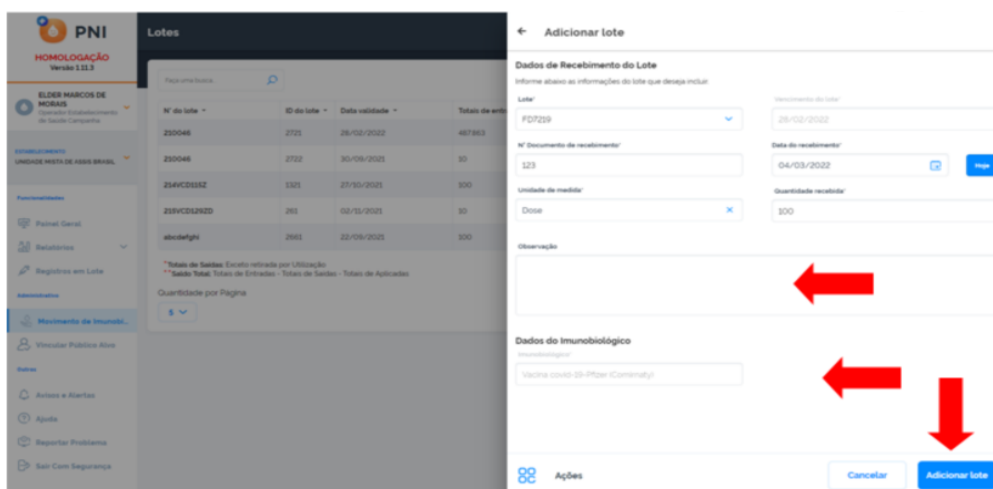 PNI
HOMOLOGAÇÃO
Versão 1.11.3
ELDER MARCOS DE
MORAIS
Operador Estabelecimento
de Saúde Campanha
ESTABELECIMENTO
UNIDADE MISTA DE ASSIS BRASIL
Funcionalidades
Painel Geral
Relatórios
Registros em Lote
Administrativo
Movimento de Imunobi...
Vincular Público Alvo
Outros
Avisos e Alertas
Ajuda
Reportar Problema
Sair Com Segurança
Lotes
Faça uma busca
Nº do lote ID do lote Data validade Totais de entr
210046 2721 28/02/2022 487863
210046 2722 30/09/2021 10
214VCD115Z 1321 27/10/2021 100
215VCD129ZD 261 02/11/2021 10
abcdefghi 2681 22/09/2021 100
*Totais de Saídas: Exceto retirada por Utilização
**Saldo Total: Totais de Entradas - Totais de Saídas - Totais de Aplicadas
Quantidade por Página
5
Adicionar lote
Dados de Recebimento do Lote
Informe abaixo as informações do lote que deseja incluir.
Lote* Vencimento do lote*
FD7219 28/02/2022
Nº Documento de recebimento* Data do recebimento*
123 04/03/2022 Hoje
Unidade de medida* Quantidade recebida*
Dose 100
Observação
Dados do Imunobiológico
Imunobiológico*
Vacina covid-19-Pfizer (Comirnaty)
Ações Cancelar Adicionar lote